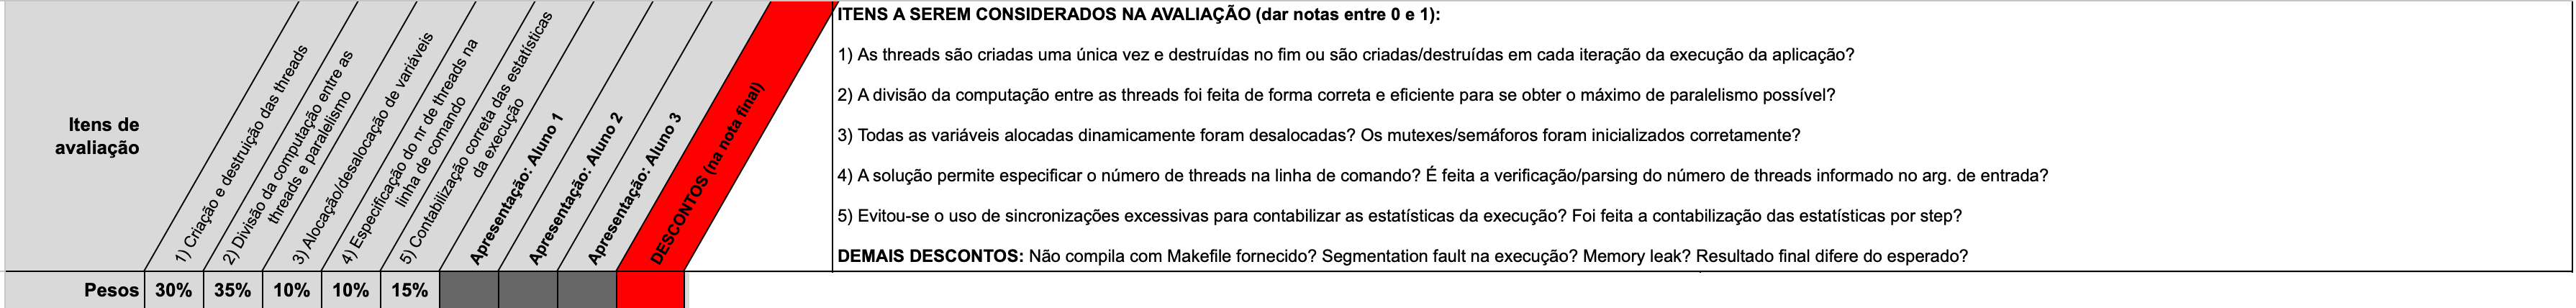 Itens de
avaliação
1) Criação e destruição das threads
2) Divisão da computação entre as
threads e paralelismo
3) Alocação/desalocação de variáveis
4) Especificação do nr de threads na
linha de comando
5) Contabilização correta das estatísticas
da execução
Apresentação: Aluno 1
Apresentação: Aluno 2
Apresentação: Aluno 3
DESCONTOS (na nota final)
Pesos
30%
35%
10%
10%
15%
ITENS A SEREM CONSIDERADOS NA AVALIAÇÃO (dar notas entre 0 e 1):
1) As threads são criadas uma única vez e destruídas no fim ou são criadas/destruídas em cada iteração da execução da aplicação?
2) A divisão da computação entre as threads foi feita de forma correta e eficiente para se obter o máximo de paralelismo possível?
3) Todas as variáveis alocadas dinamicamente foram desalocadas? Os mutexes/semáforos foram inicializados corretamente?
4) A solução permite especificar o número de threads na linha de comando? É feita a verificação/parsing do número de threads informado no arg. de entrada?
5) Evitou-se o uso de sincronizações excessivas para contabilizar as estatísticas da execução? Foi feita a contabilização das estatísticas por step?
DEMAIS DESCONTOS: Não compila com Makefile fornecido? Segmentation fault na execução? Memory leak? Resultado final difere do esperado?